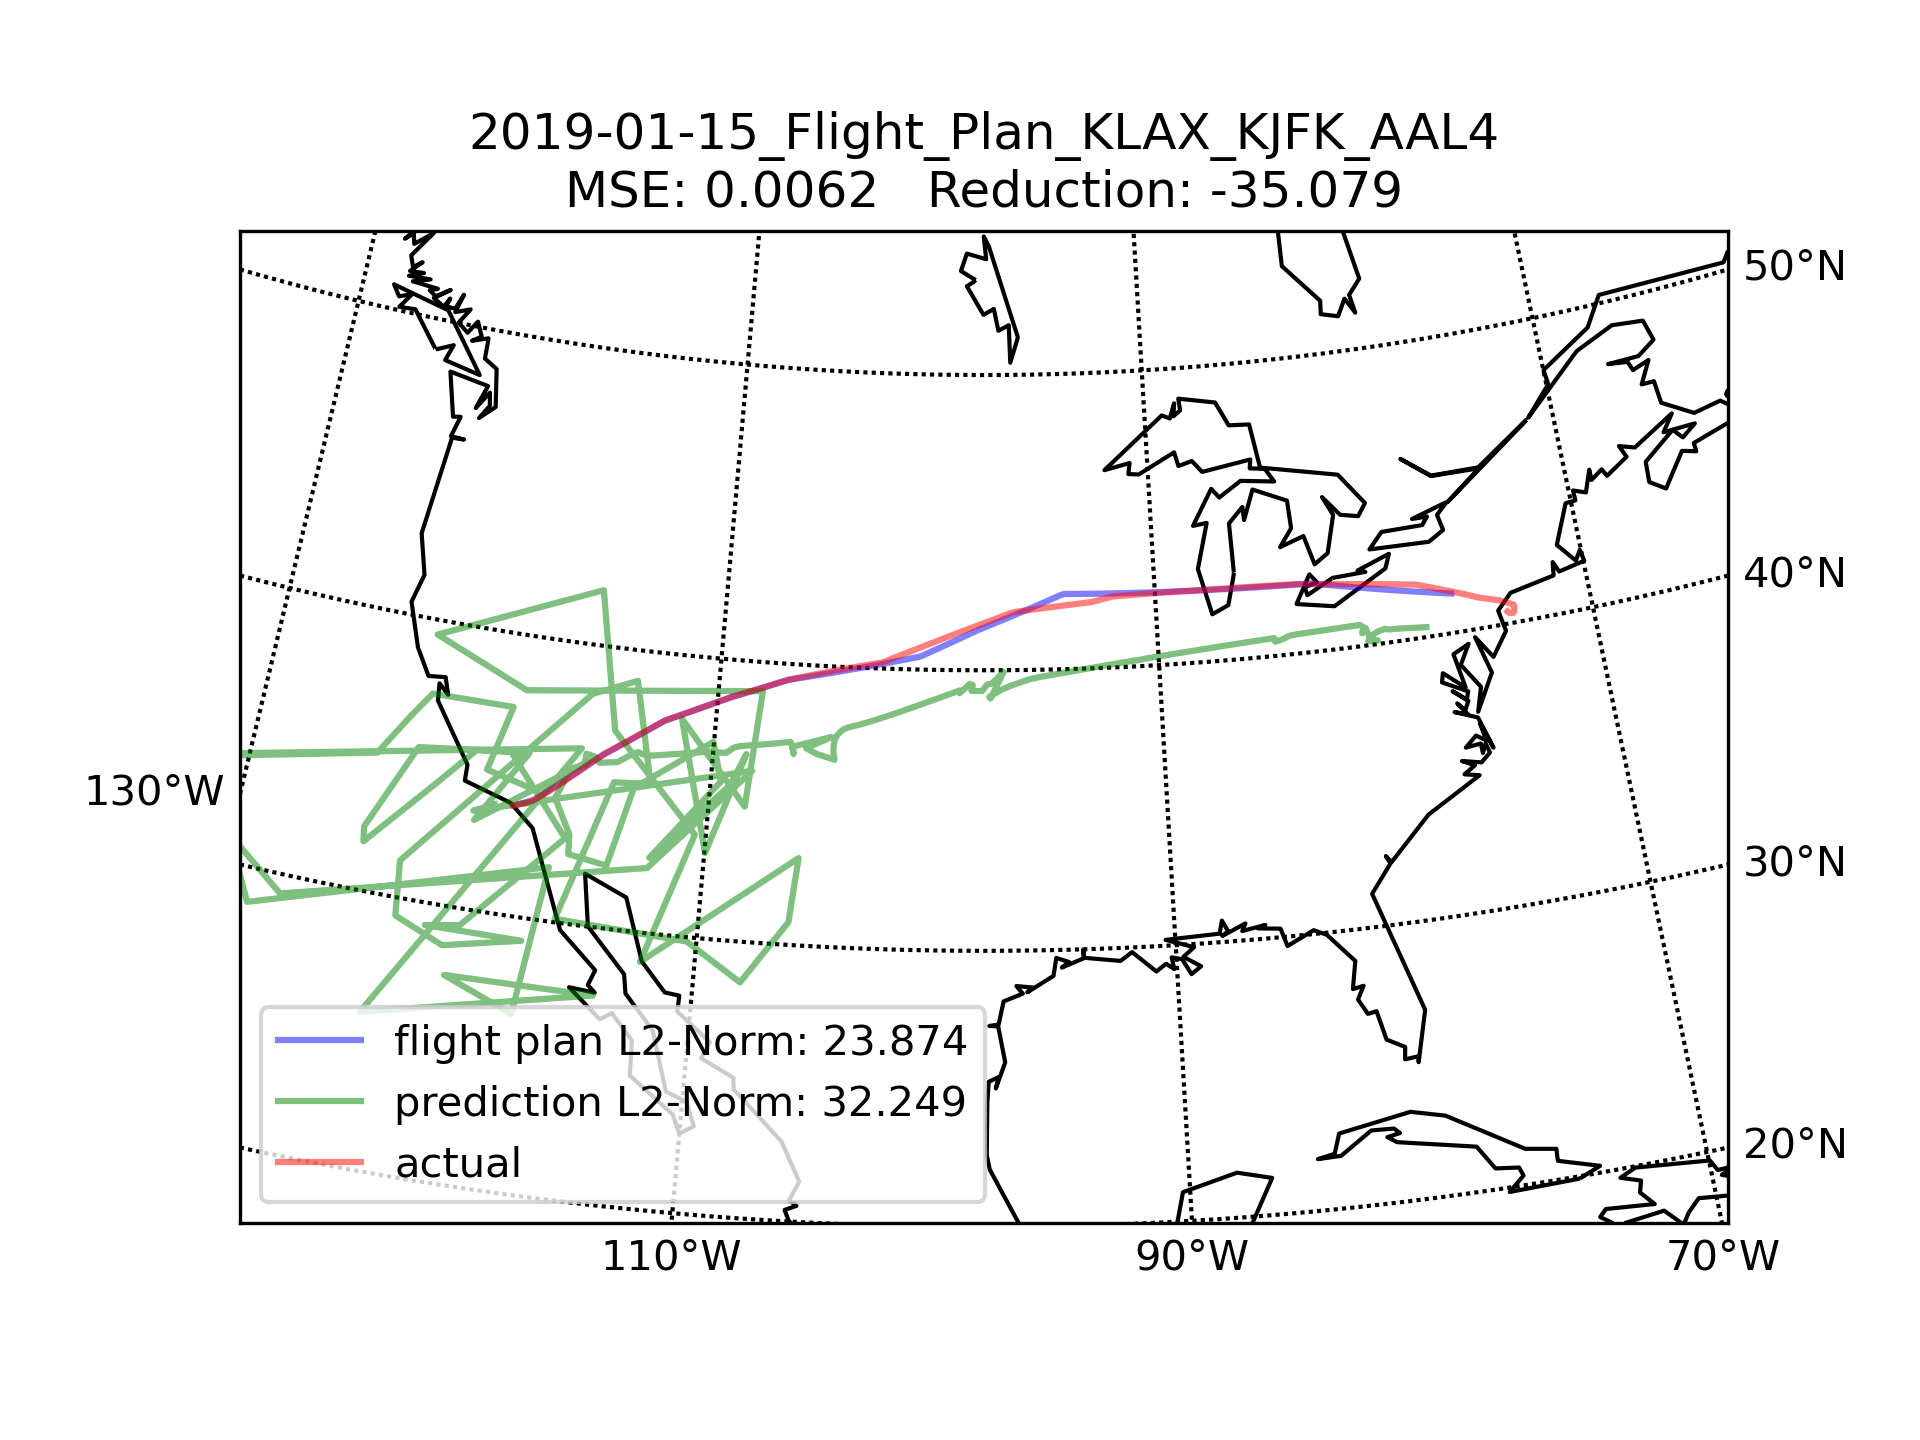 2019-01-15_Flight_Plan_KLAX_KJFK_AAL4
MSE: 0.0062   Reduction: -35.079
50°N
40°N
130°W
30°N
20°N
flight plan L2-Norm: 23.874
prediction L2-Norm: 32.249
actual
110°W
90°W
70°W